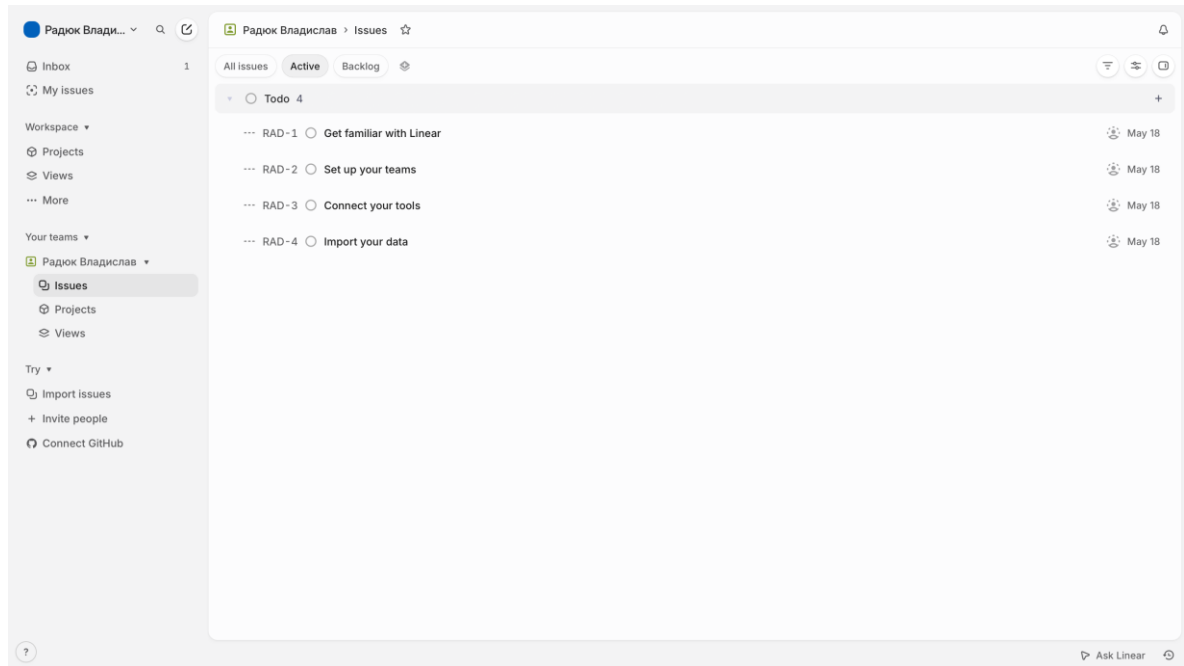 Радюк Влади...
Inbox 1
My issues
Workspace
Projects
Views
More
Your teams
Радюк Владислав
Issues
Projects
Views
Try
Import issues
Invite people
Connect GitHub
?
Радюк Владислав › Issues
All issues Active Backlog
Todo 4 +
--- RAD-1 Get familiar with Linear May 18
--- RAD-2 Set up your teams May 18
--- RAD-3 Connect your tools May 18
--- RAD-4 Import your data May 18
Ask Linear